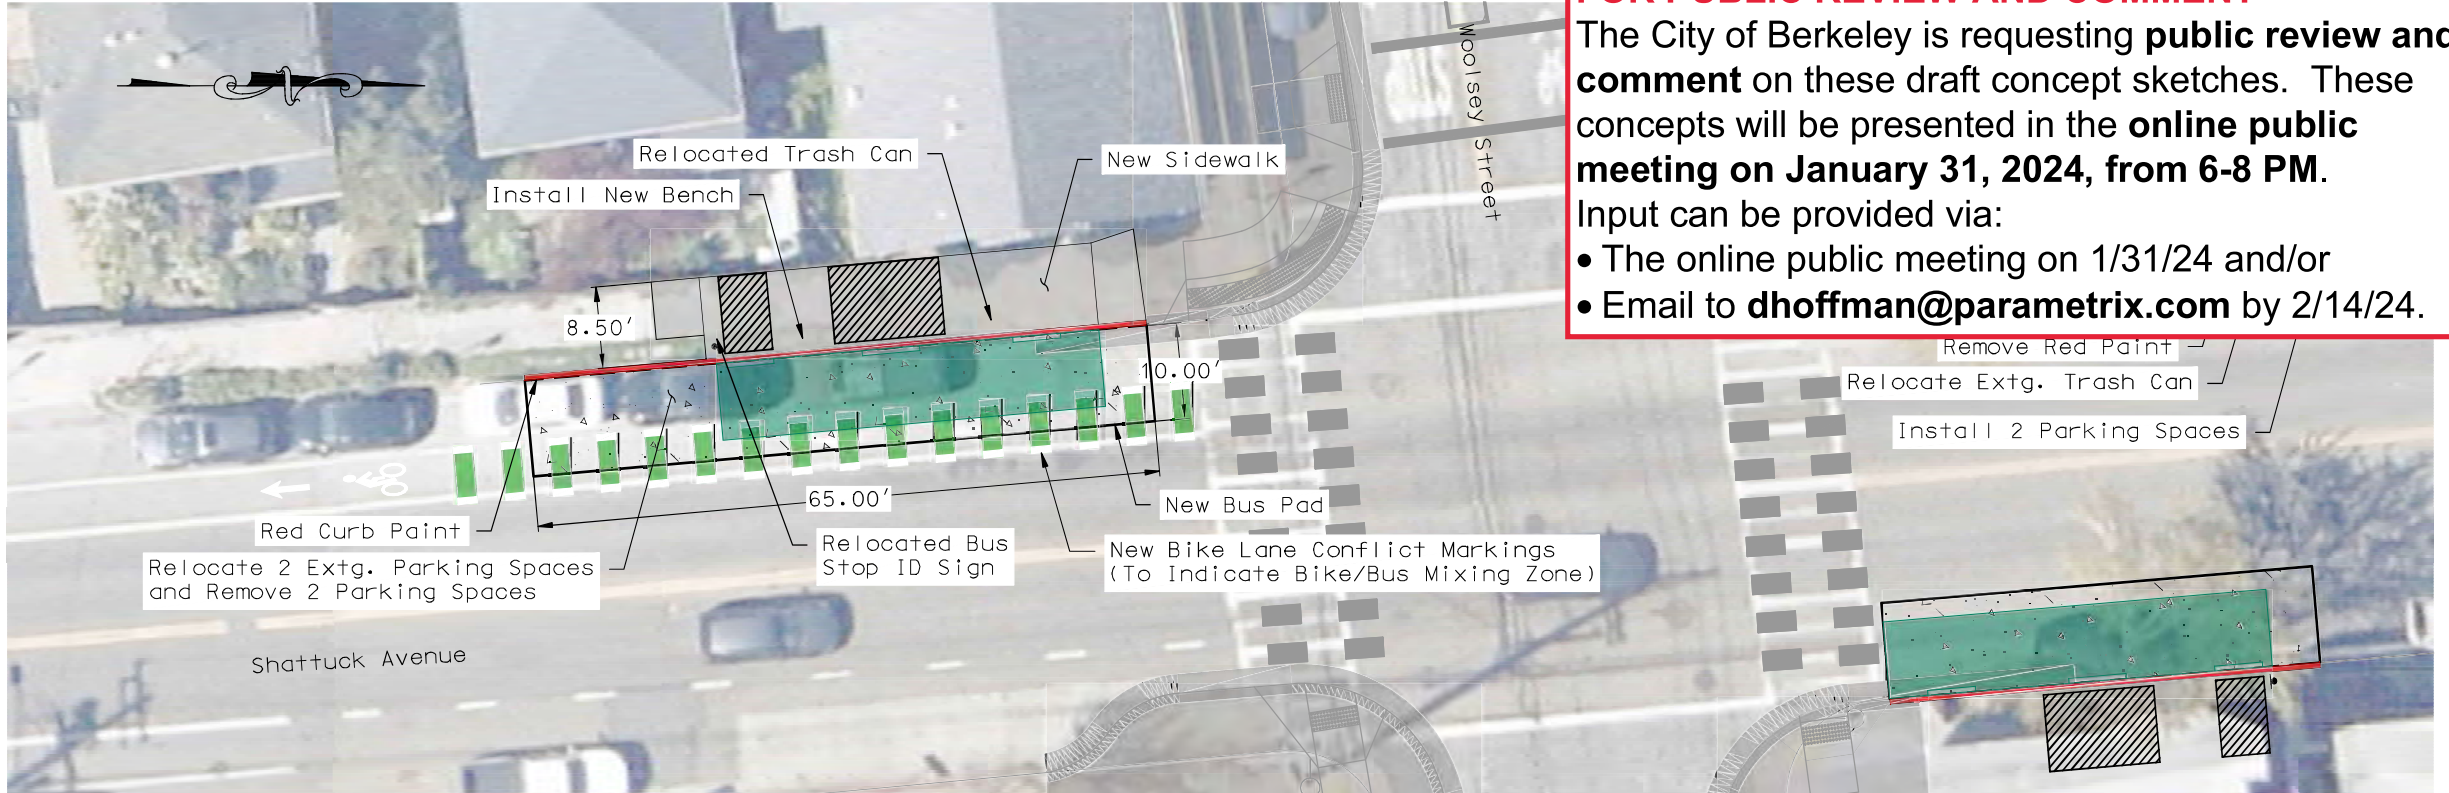 FOR PUBLIC REVIEW AND COMMENT
The City of Berkeley is requesting public review and
comment on these draft concept sketches. These
concepts will be presented in the online public
meeting on January 31, 2024, from 6-8 PM.
Input can be provided via:
• The online public meeting on 1/31/24 and/or
• Email to dhoffman@parametrix.com by 2/14/24.
Woolsey Street
Relocated Trash Can
New Sidewalk
Install New Bench
8.50'
10.00'
Remove Red Paint
Relocate Extg. Trash Can
Install 2 Parking Spaces
65.00'
New Bus Pad
Red Curb Paint
Relocated Bus
Stop ID Sign
New Bike Lane Conflict Markings
(To Indicate Bike/Bus Mixing Zone)
Relocate 2 Extg. Parking Spaces
and Remove 2 Parking Spaces
Shattuck Avenue